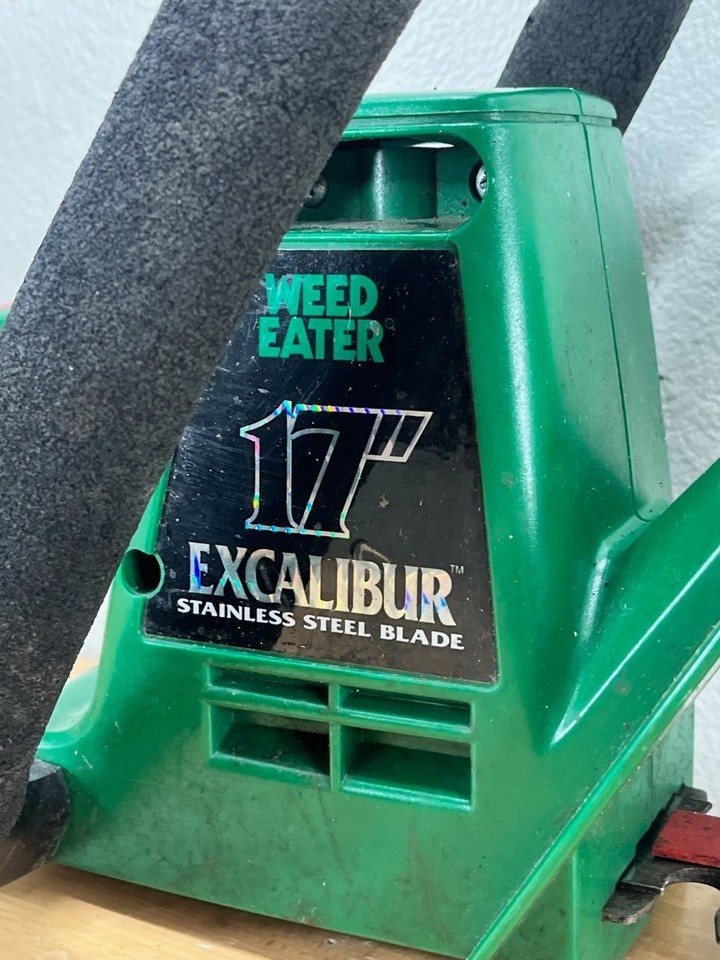 WEED
EATER®
17"
EXCALIBUR™
STAINLESS STEEL BLADE